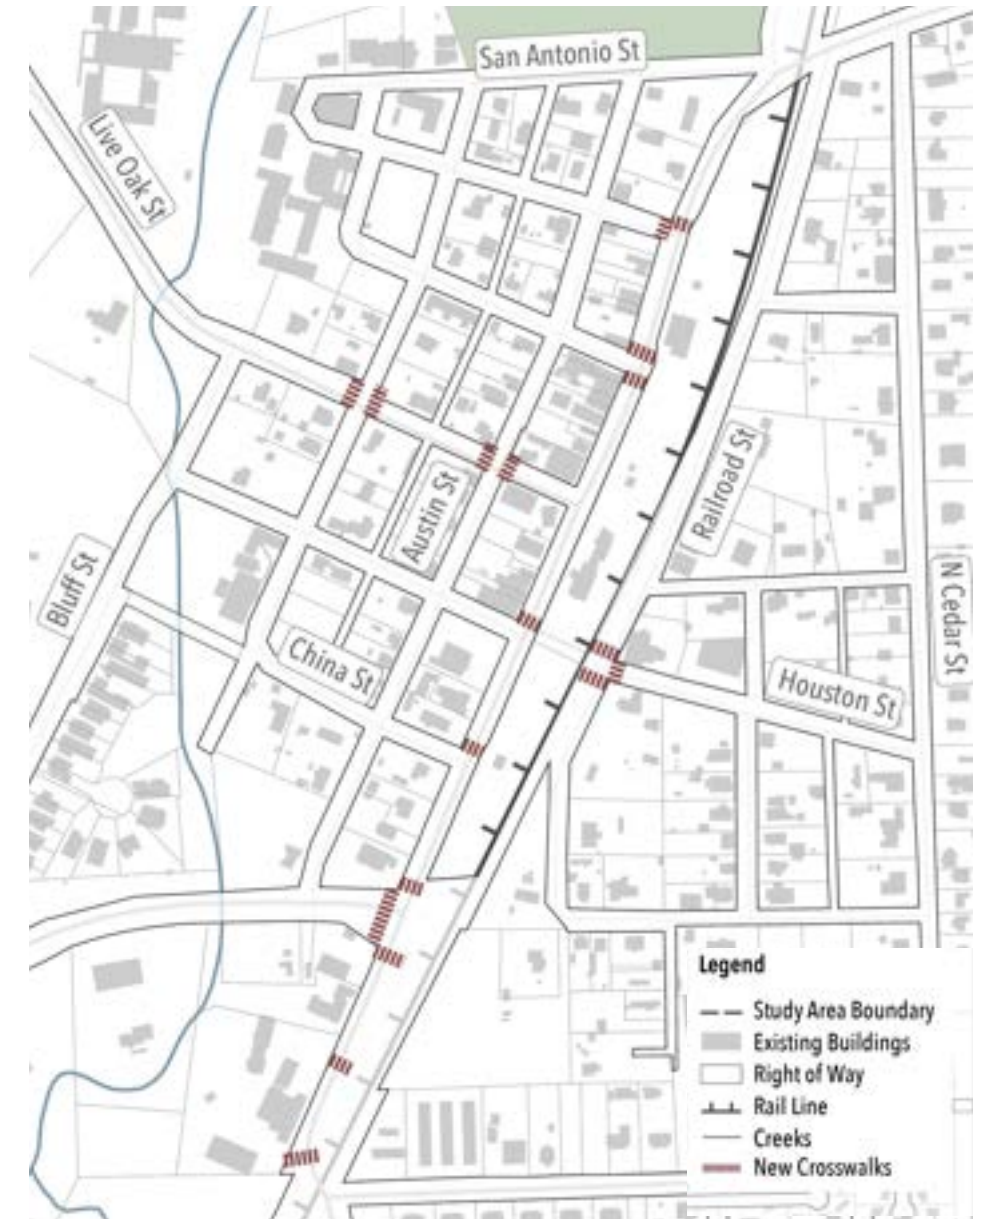 San Antonio St
Live Oak St
Railroad St
Austin St
Bluff St
N Cedar St
China St
Houston St
Legend
Study Area Boundary
Existing Buildings
Right of Way
Rail Line
Creeks
New Crosswalks